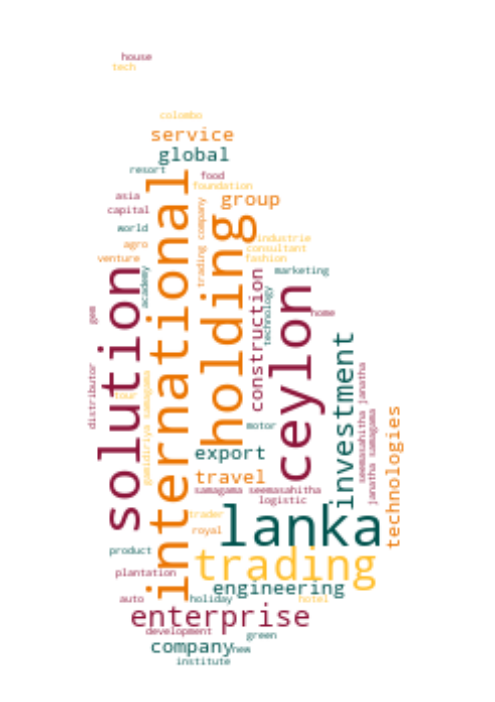 house
tech
colombo
service
global
resort
food
foundation
asia
group
capital
world
industrie
agro
consultant
venture
fashion
trading company
international
holding
academy
marketing
solution
construction
technology
ceylon
gem
home
investment
distributor
tour
gamidiriya samagama
seemasahitha janatha
janatha samagama
technologies
motor
export
travel
samagama seemasahitha
logistic
trader
lanka
royal
product
trading
plantation
engineering
auto
holiday
hotel
enterprise
development
green
company
new
institute